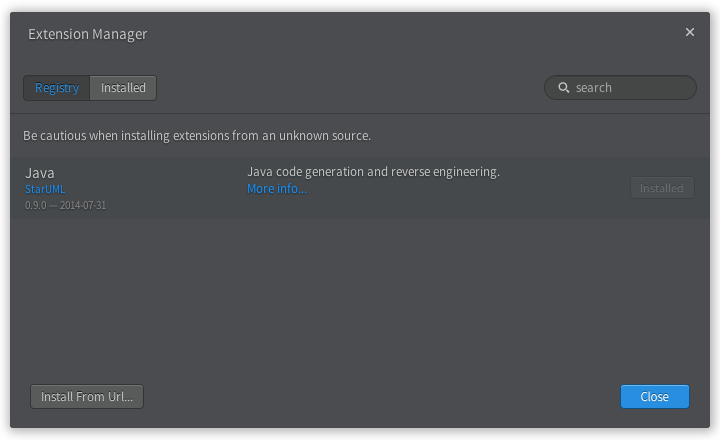 Extension Manager
Registry Installed
search
Be cautious when installing extensions from an unknown source.
Java
StarUML
0.9.0 — 2014-07-31
Java code generation and reverse engineering.
More info...
Installed
Install From Url...
Close